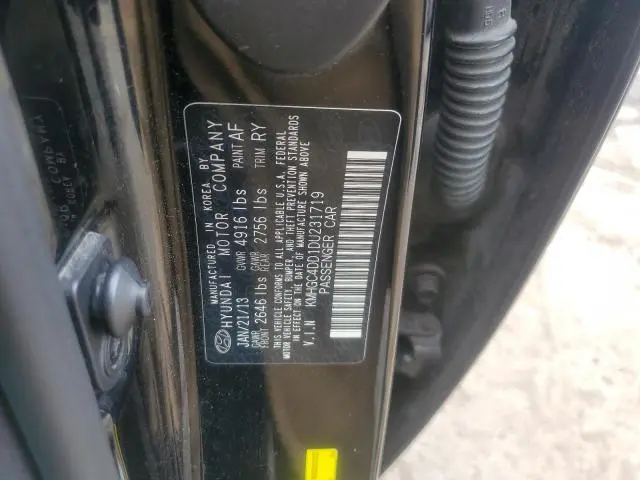 MANUFACTURED IN KOREA BY
HYUNDAI MOTOR COMPANY
JAN/21/13 GVWR 4916 lbs PAINT AF
GAWR FRONT 2646 lbs GAWR REAR 2756 lbs TRIM RY
THIS VEHICLE CONFORMS TO ALL APPLICABLE U.S.A. FEDERAL
MOTOR VEHICLE SAFETY, BUMPER, AND THEFT PREVENTION STANDARDS
IN EFFECT ON THE DATE OF MANUFACTURE SHOWN ABOVE
V.I.N KMHGC4DD1DU231719
PASSENGER CAR